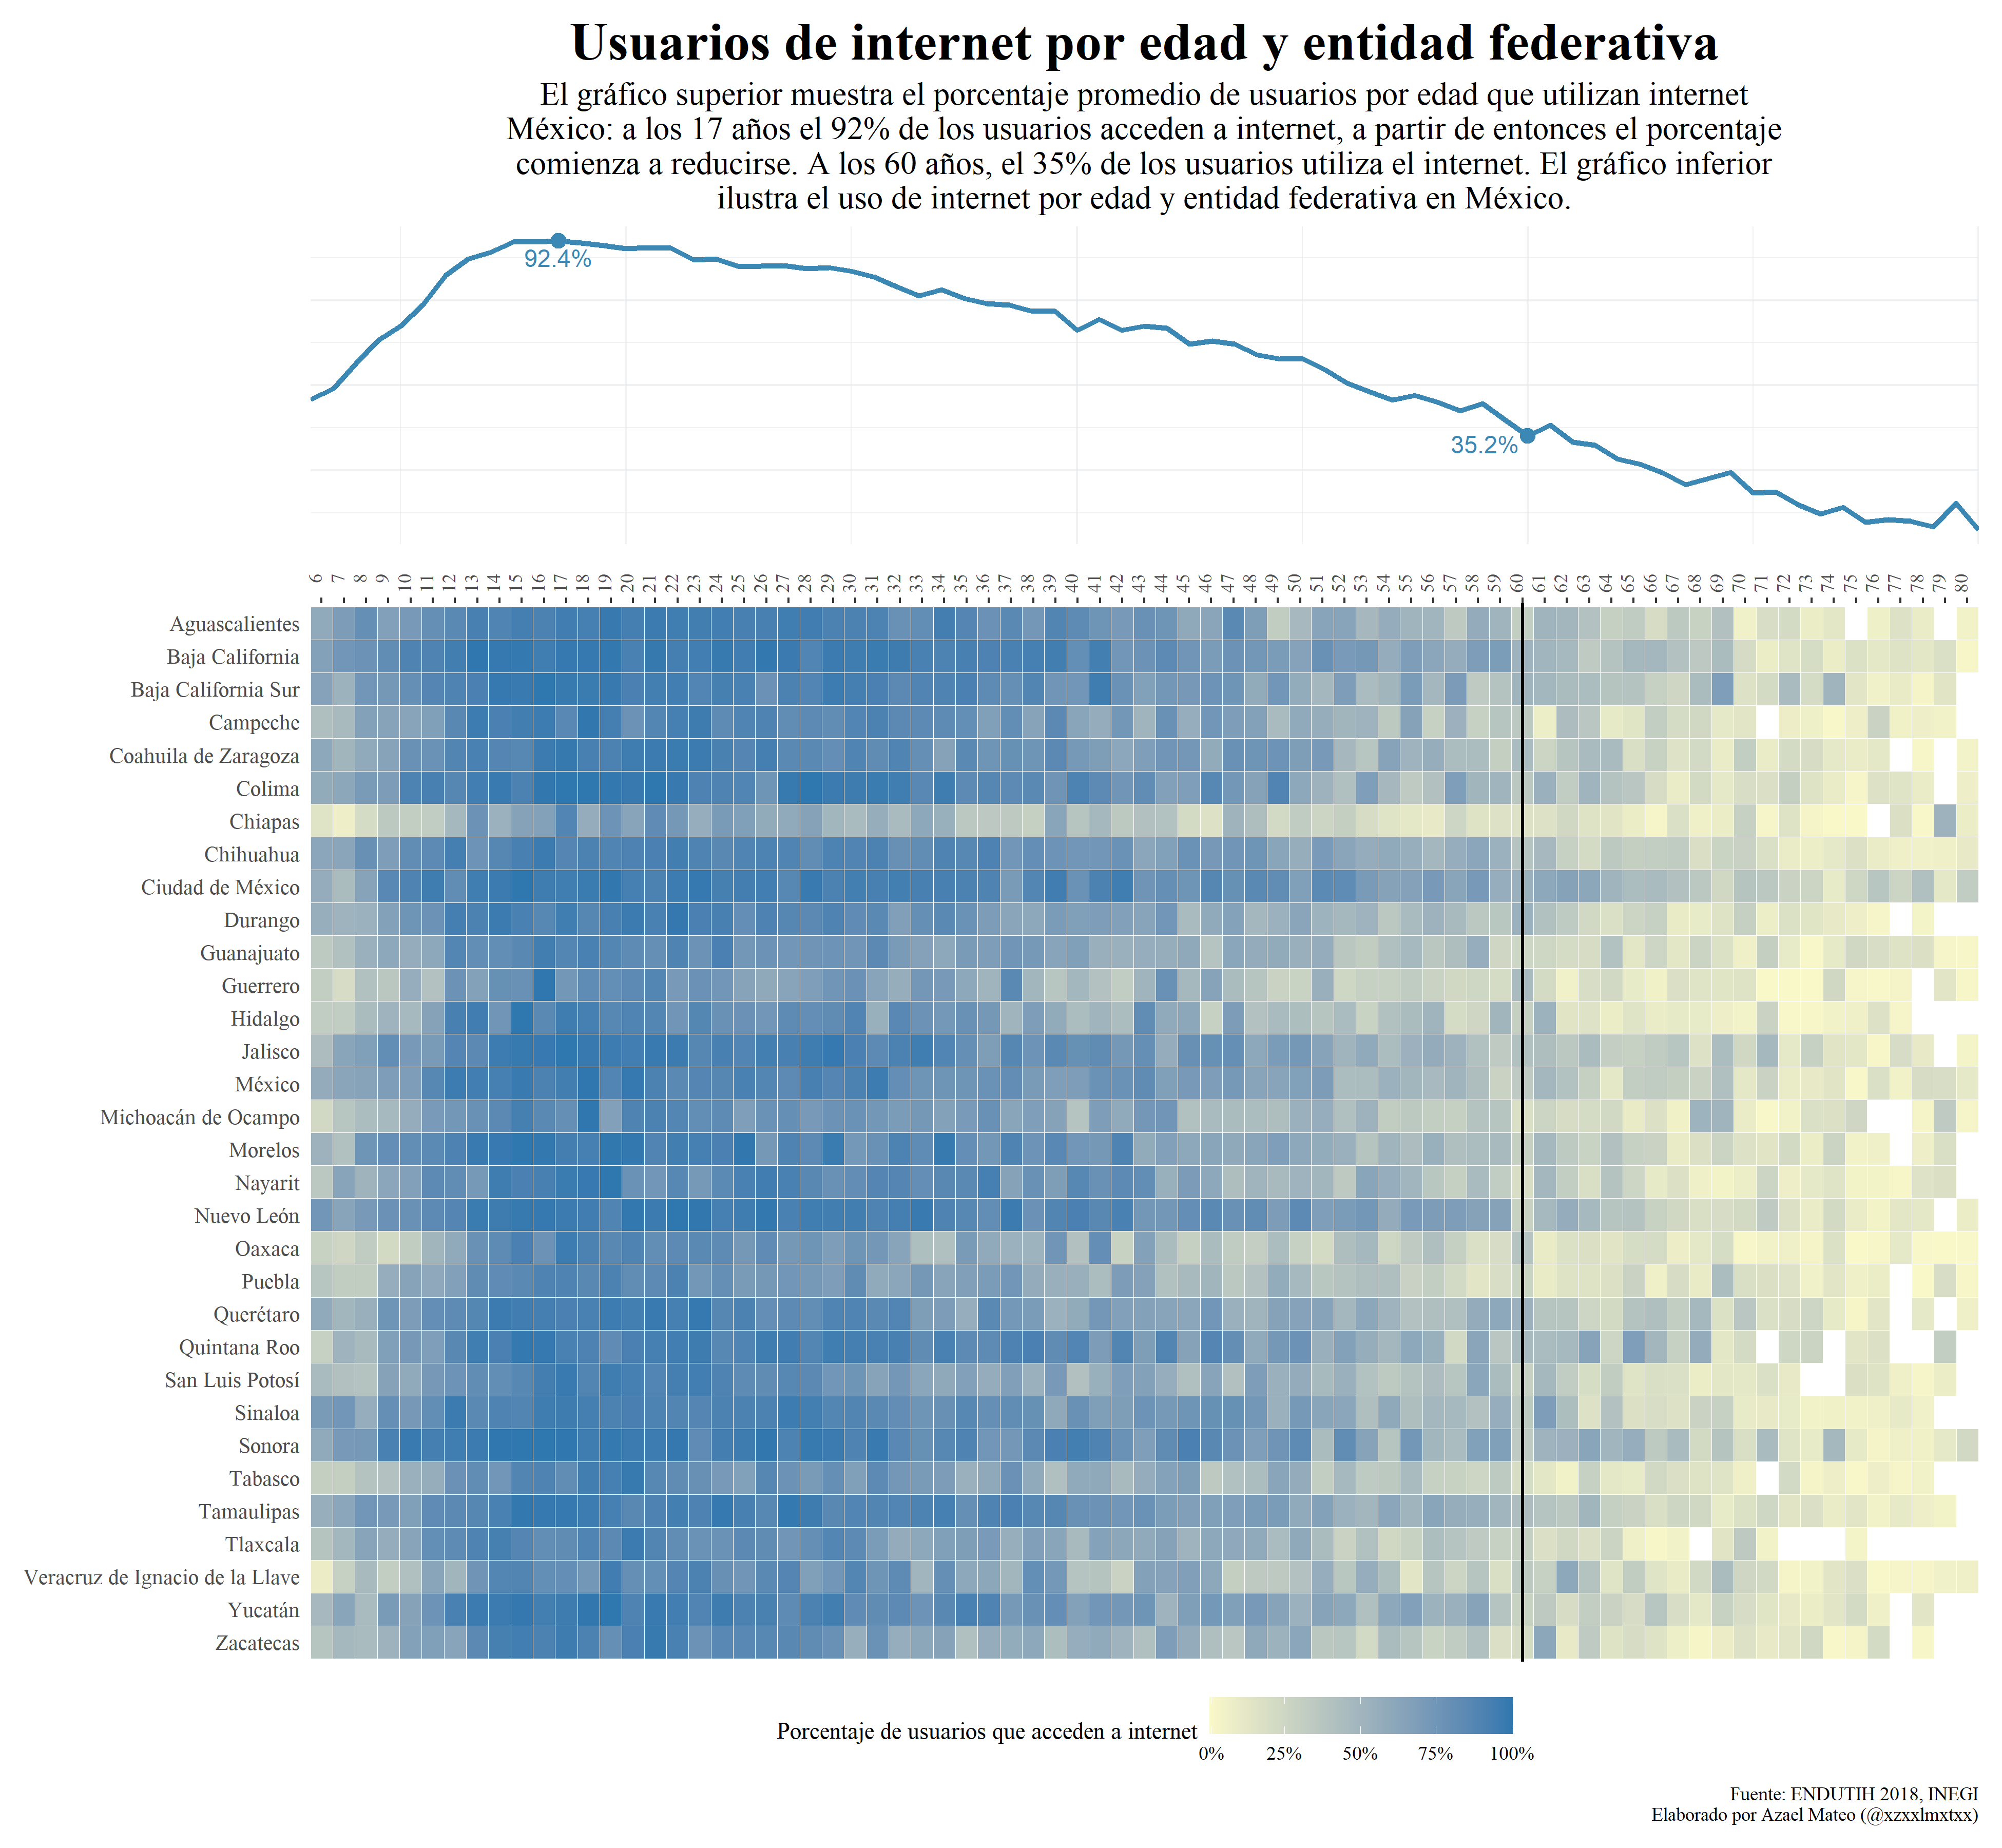 Usuarios de internet por edad y entidad federativa
El gráfico superior muestra el porcentaje promedio de usuarios por edad que utilizan internet
México: a los 17 años el 92% de los usuarios acceden a internet, a partir de entonces el porcentaje
comienza a reducirse. A los 60 años, el 35% de los usuarios utiliza el internet. El gráfico inferior
ilustra el uso de internet por edad y entidad federativa en México.
92.4%
35.2%
6 7 8 9 10 11 12 13 14 15 16 17 18 19 20 21 22 23 24 25 26 27 28 29 30 31 32 33 34 35 36 37 38 39 40 41 42 43 44 45 46 47 48 49 50 51 52 53 54 55 56 57 58 59 60 61 62 63 64 65 66 67 68 69 70 71 72 73 74 75 76 77 78 79 80
Aguascalientes
Baja California
Baja California Sur
Campeche
Coahuila de Zaragoza
Colima
Chiapas
Chihuahua
Ciudad de México
Durango
Guanajuato
Guerrero
Hidalgo
Jalisco
México
Michoacán de Ocampo
Morelos
Nayarit
Nuevo León
Oaxaca
Puebla
Querétaro
Quintana Roo
San Luis Potosí
Sinaloa
Sonora
Tabasco
Tamaulipas
Tlaxcala
Veracruz de Ignacio de la Llave
Yucatán
Zacatecas
Porcentaje de usuarios que acceden a internet
0% 25% 50% 75% 100%
Fuente: ENDUTIH 2018, INEGI
Elaborado por Azael Mateo (@xzxxlmxtxx)